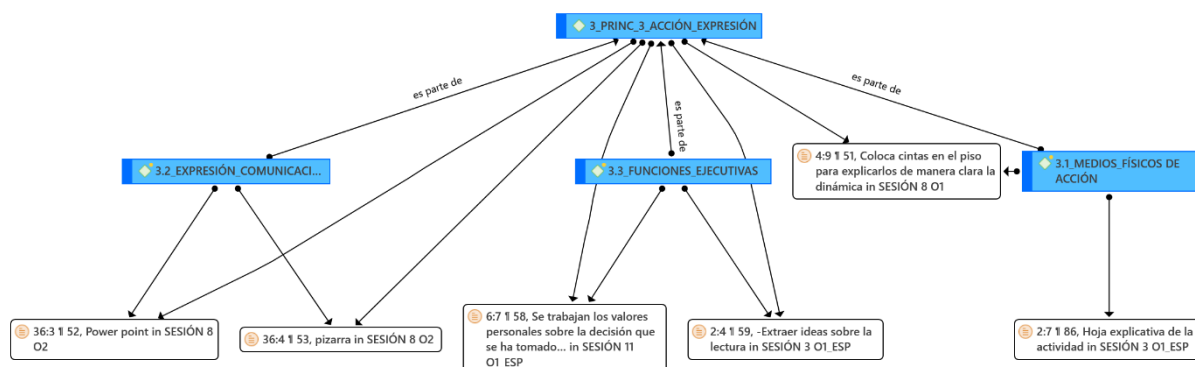 3_PRINC_3_ACCIÓN_EXPRESIÓN
es parte de
es parte de
es parte de
3.2_EXPRESIÓN_COMUNICACI...
3.3_FUNCIONES_EJECUTIVAS
4:9 ¶ 51, Coloca cintas en el piso
para explicarlos de manera clara la
dinámica in SESIÓN 8 O1
3.1_MEDIOS_FÍSICOS DE
ACCIÓN
36:3 ¶ 52, Power point in SESIÓN 8
O2
36:4 ¶ 53, pizarra in SESIÓN 8 O2
6:7 ¶ 58, Se trabajan los valores
personales sobre la decisión que
se ha tomado... in SESIÓN 11
O1_ESP
2:4 ¶ 59, -Extraer ideas sobre la
lectura in SESIÓN 3 O1_ESP
2:7 ¶ 86, Hoja explicativa de la
actividad in SESIÓN 3 O1_ESP